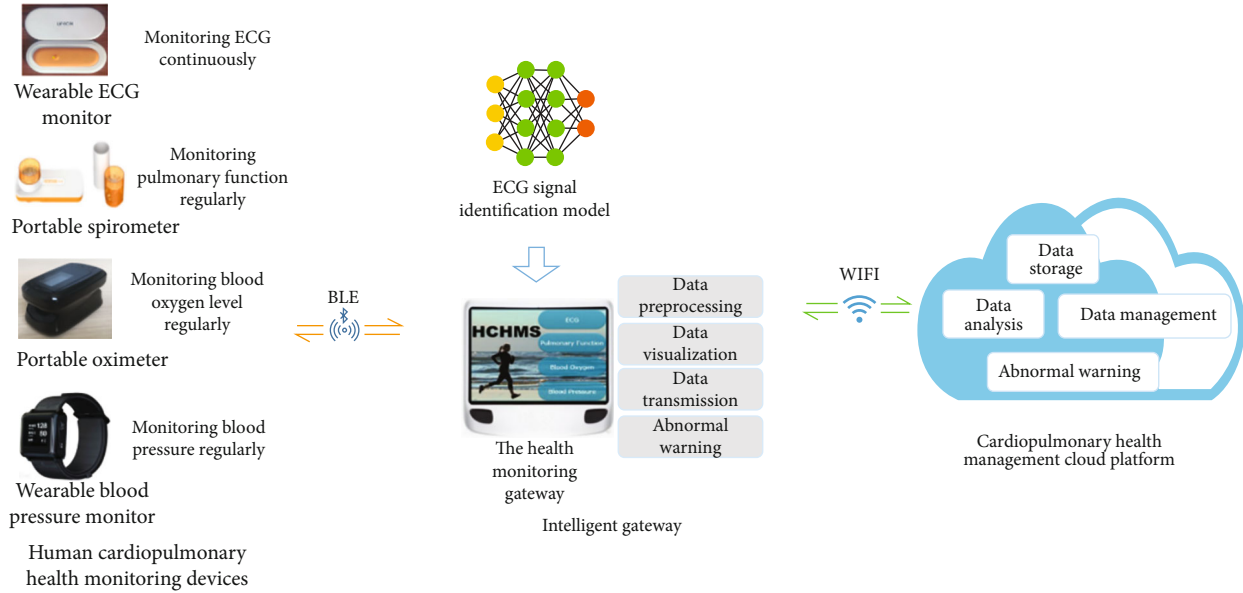 Monitoring ECG
continuously
Wearable ECG
monitor
Monitoring
pulmonary function
regularly
Portable spirometer
Monitoring blood
oxygen level
regularly
Portable oximeter
Monitoring blood
pressure regularly
Wearable blood
pressure monitor
Human cardiopulmonary
health monitoring devices
BLE
ECG signal
identification model
HCHMS
ECG
Pulmonary Function
Blood Oxygen
Blood Pressure
The health
monitoring
gateway
Data
preprocessing
Data
visualization
Data
transmission
Abnormal
warning
Intelligent gateway
WIFI
Data
storage
Data
analysis
Data management
Abnormal warning
Cardiopulmonary health
management cloud platform